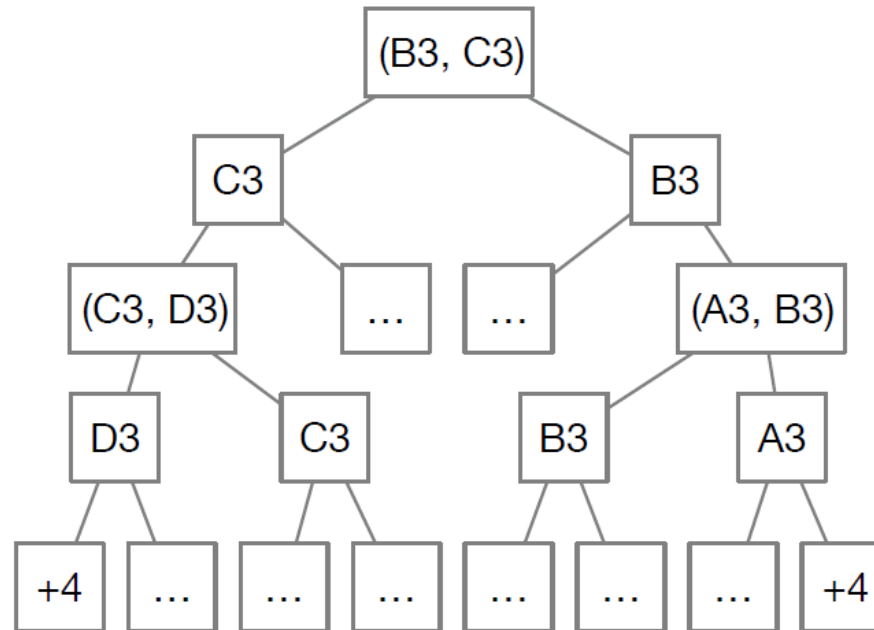 (B3, C3)
C3
B3
(C3, D3)
...
...
(A3, B3)
D3
C3
B3
A3
+4
...
...
...
...
...
...
+4